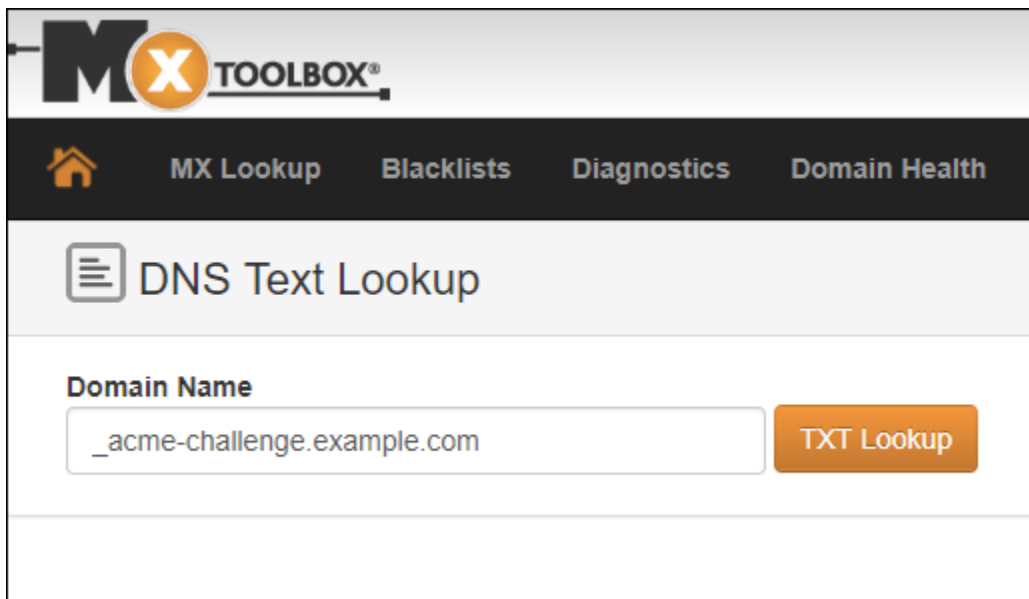 MX TOOLBOX®
MX Lookup Blacklists Diagnostics Domain Health
DNS Text Lookup
Domain Name
_acme-challenge.example.com TXT Lookup